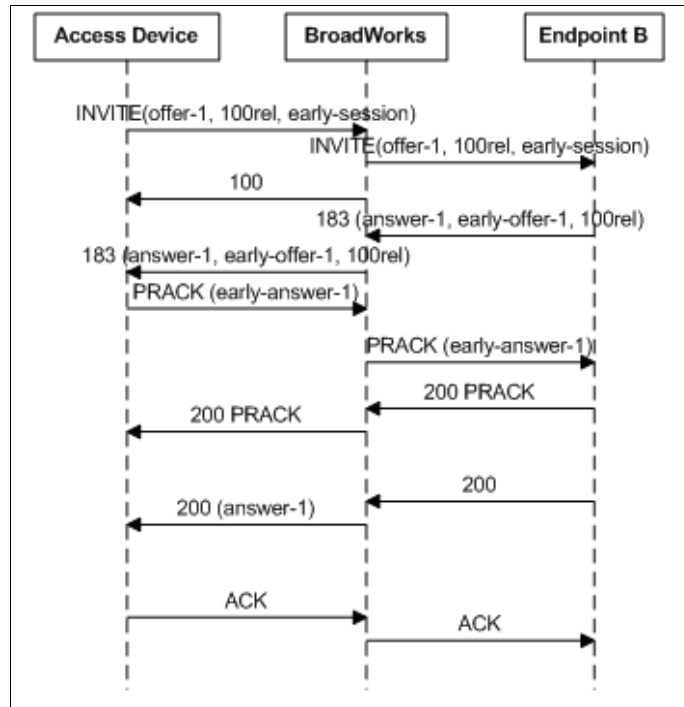 Access Device
BroadWorks
Endpoint B
INVITE(offer-1, 100rel, early-session)
INVITE(offer-1, 100rel, early-session)
100
183 (answer-1, early-offer-1, 100rel)
183 (answer-1, early-offer-1, 100rel)
PRACK (early-answer-1)
PRACK (early-answer-1)
200 PRACK
200 PRACK
200
200 (answer-1)
ACK
ACK